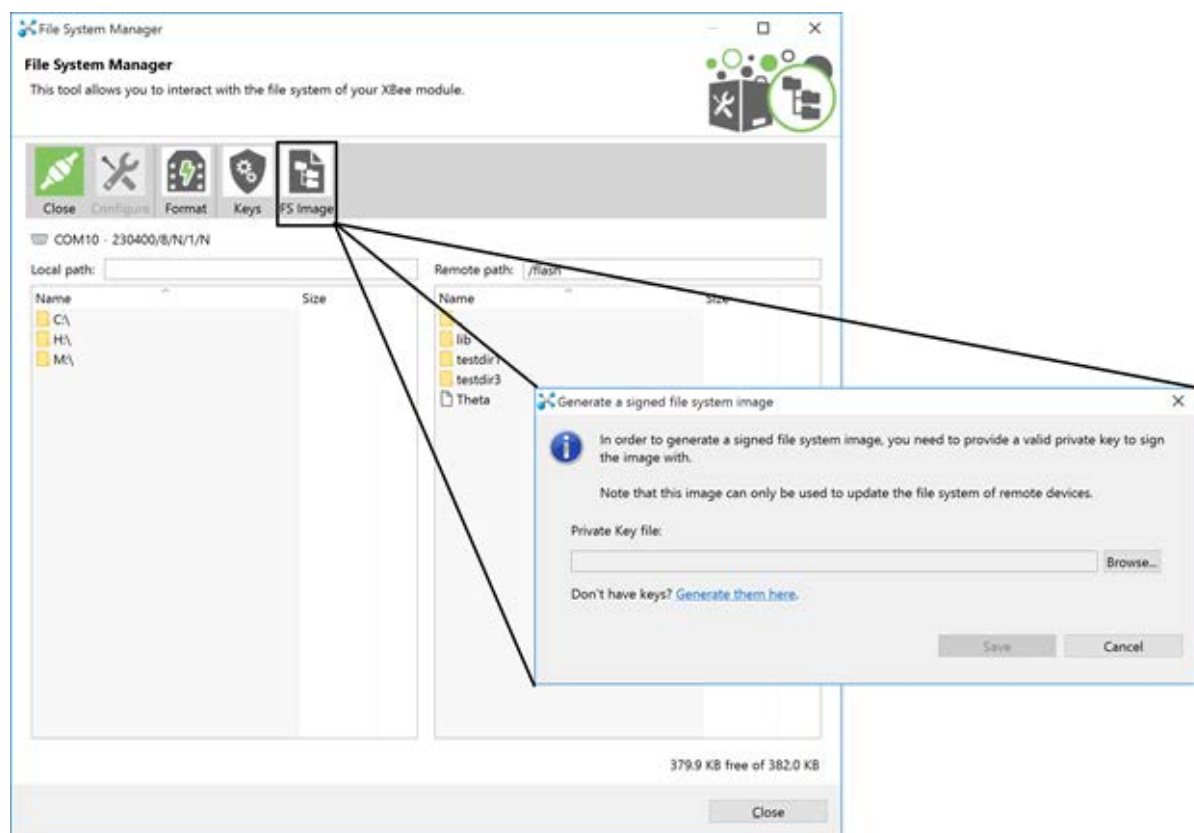 File System Manager
File System Manager
This tool allows you to interact with the file system of your XBee module.
Close Configure Format Keys FS Image
COM10 - 230400/8/N/1/N
Local path: Remote path: /flash
Name Size Name Size
C:\
H:\ lib
M:\ testdir1
testdir3
Theta
Generate a signed file system image
In order to generate a signed file system image, you need to provide a valid private key to sign
the image with.
Note that this image can only be used to update the file system of remote devices.
Private Key file:
Browse...
Don't have keys? Generate them here.
Save Cancel
379.9 KB free of 382.0 KB
Close